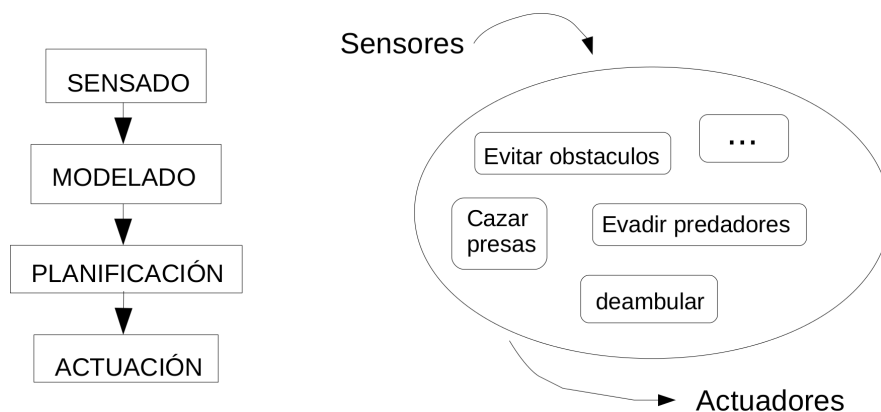 SENSADO
MODELADO
PLANIFICACIÓN
ACTUACIÓN
Sensores
Evitar obstaculos
...
Cazar
presas
Evadir predadores
deambular
Actuadores